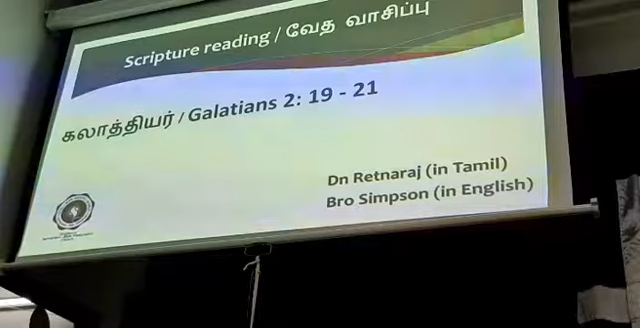 Scripture reading / வேத வாசிப்பு
கலாத்தியர் / Galatians 2: 19 - 21
Dn Retnaraj (in Tamil)
Bro Simpson (in English)